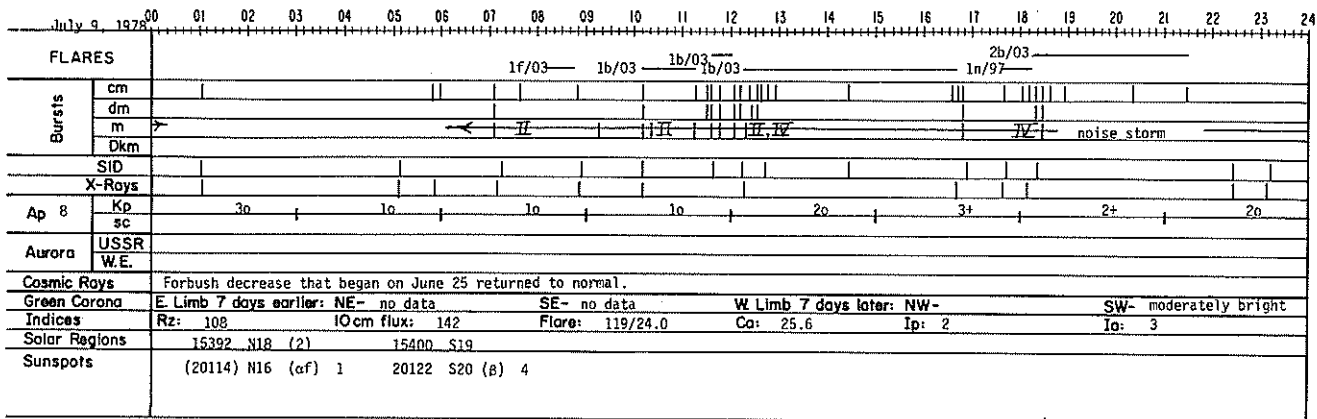 July 9, 1978 00 01 02 03 04 05 06 07 08 09 10 11 12 13 14 15 16 17 18 19 20 21 22 23 24
FLARES 1f/03 1b/03 1b/03 1b/03 1n/97 2b/03
Bursts
cm
dm
m II II II, IV IV noise storm
Dkm
SID
X-Rays
Ap 8 Kp 3o 1o 1o 1o 2o 3+ 2+ 2o
sc
Aurora USSR
W.E.
Cosmic Rays Forbush decrease that began on June 25 returned to normal.
Green Corona E. Limb 7 days earlier: NE- no data SE- no data W. Limb 7 days later: NW- SW- moderately bright
Indices Rz: 108 10cm flux: 142 Flare: 119/24.0 Ca: 25.6 Ip: 2 Ia: 3
Solar Regions 15392 N18 (2) 15400 S19
Sunspots (20114) N16 (αf) 1 20122 S20 (β) 4